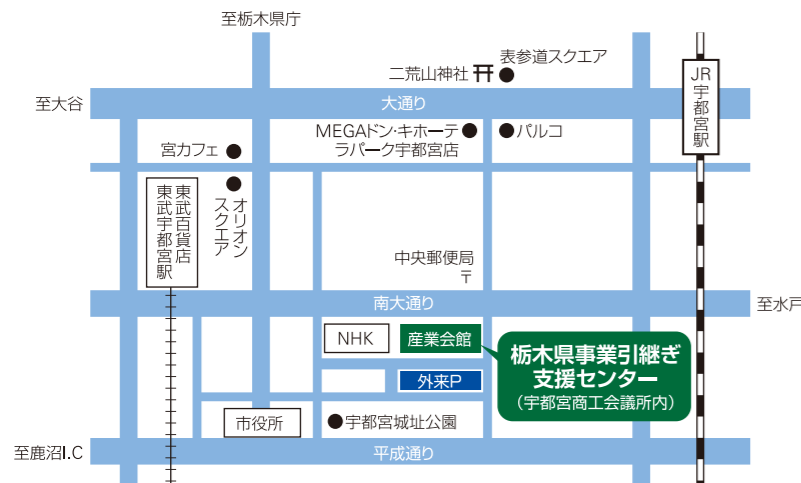 至栃木県庁
表参道スクエア
二荒山神社
JR宇都宮駅
至大谷
大通り
MEGAドン・キホーテ
ラパーク宇都宮店
パルコ
宮カフェ
東武百貨店
東武宇都宮駅
オリオン
スクエア
中央郵便局
〒
南大通り
至水戸
NHK
産業会館
栃木県事業引継ぎ
支援センター
（宇都宮商工会議所内）
外来P
市役所
宇都宮城址公園
至鹿沼I.C
平成通り